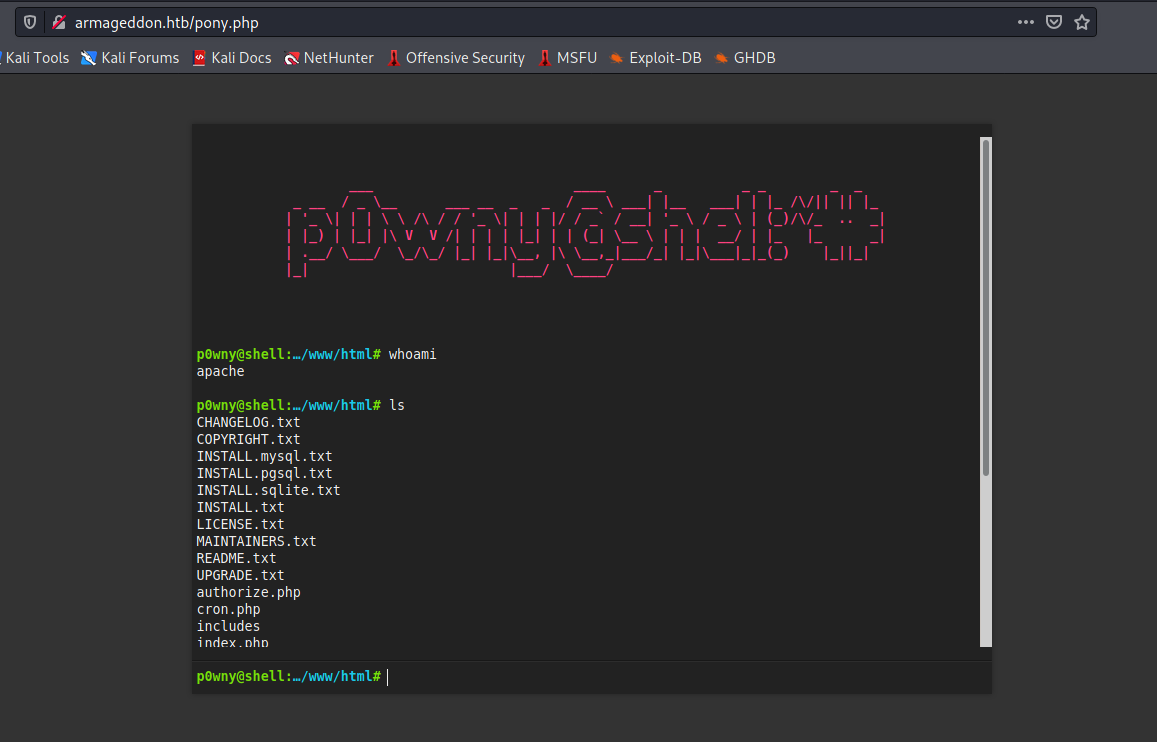 armageddon.htb/pony.php
Kali Tools Kali Forums Kali Docs NetHunter Offensive Security MSFU Exploit-DB GHDB
p0wny@shell:~#
p0wny@shell:…/www/html# whoami
apache
p0wny@shell:…/www/html# ls
CHANGELOG.txt
COPYRIGHT.txt
INSTALL.mysql.txt
INSTALL.pgsql.txt
INSTALL.sqlite.txt
INSTALL.txt
LICENSE.txt
MAINTAINERS.txt
README.txt
UPGRADE.txt
authorize.php
cron.php
includes
index.php
p0wny@shell:…/www/html#